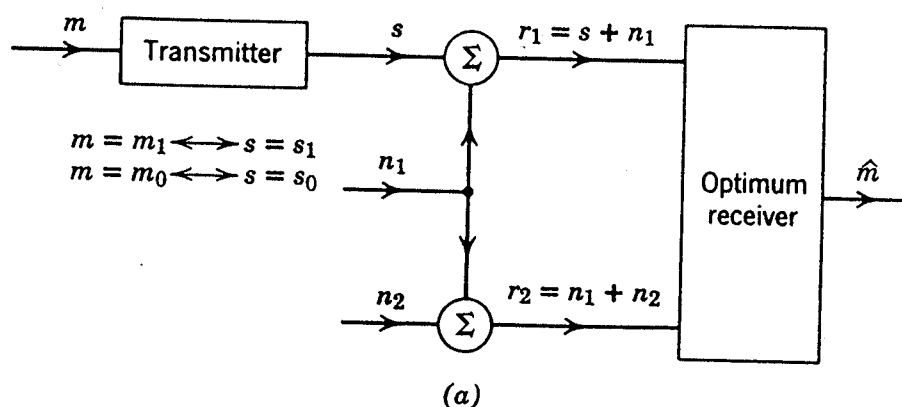 m
Transmitter
s
Σ
r₁ = s + n₁
m = m₁ ⟷ s = s₁
m = m₀ ⟷ s = s₀
n₁
Optimum
receiver
m̂
n₂
Σ
r₂ = n₁ + n₂
(a)